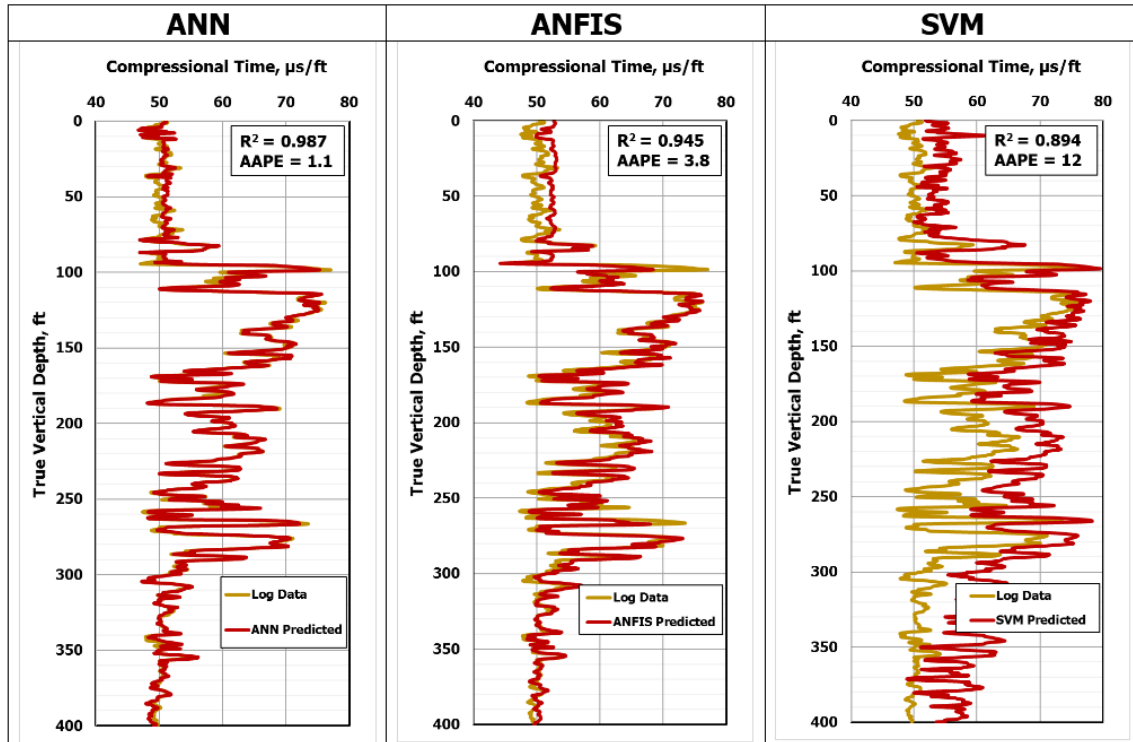 ANN
Compressional Time, µs/ft
40 50 60 70 80
R² = 0.987
AAPE = 1.1
True Vertical Depth, ft
0
50
100
150
200
250
300
350
400
Log Data
ANN Predicted
ANFIS
Compressional Time, µs/ft
40 50 60 70 80
R² = 0.945
AAPE = 3.8
True Vertical Depth, ft
0
50
100
150
200
250
300
350
400
Log Data
ANFIS Predicted
SVM
Compressional Time, µs/ft
40 50 60 70 80
R² = 0.894
AAPE = 12
True Vertical Depth, ft
0
50
100
150
200
250
300
350
400
Log Data
SVM Predicted